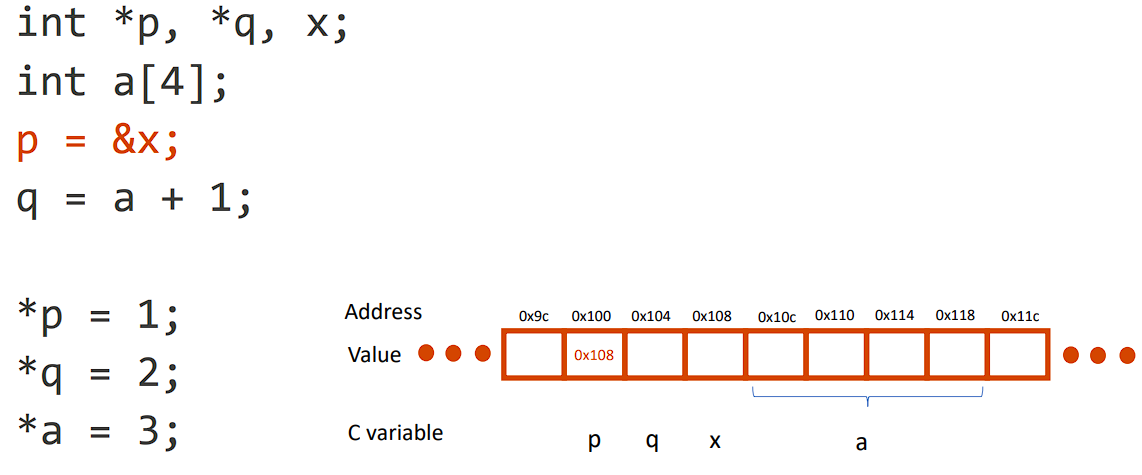 int *p, *q, x;
int a[4];
p = &x;
q = a + 1;
*p = 1;
*q = 2;
*a = 3;
Address 0x9c 0x100 0x104 0x108 0x10c 0x110 0x114 0x118 0x11c
Value 0x108
C variable p q x a